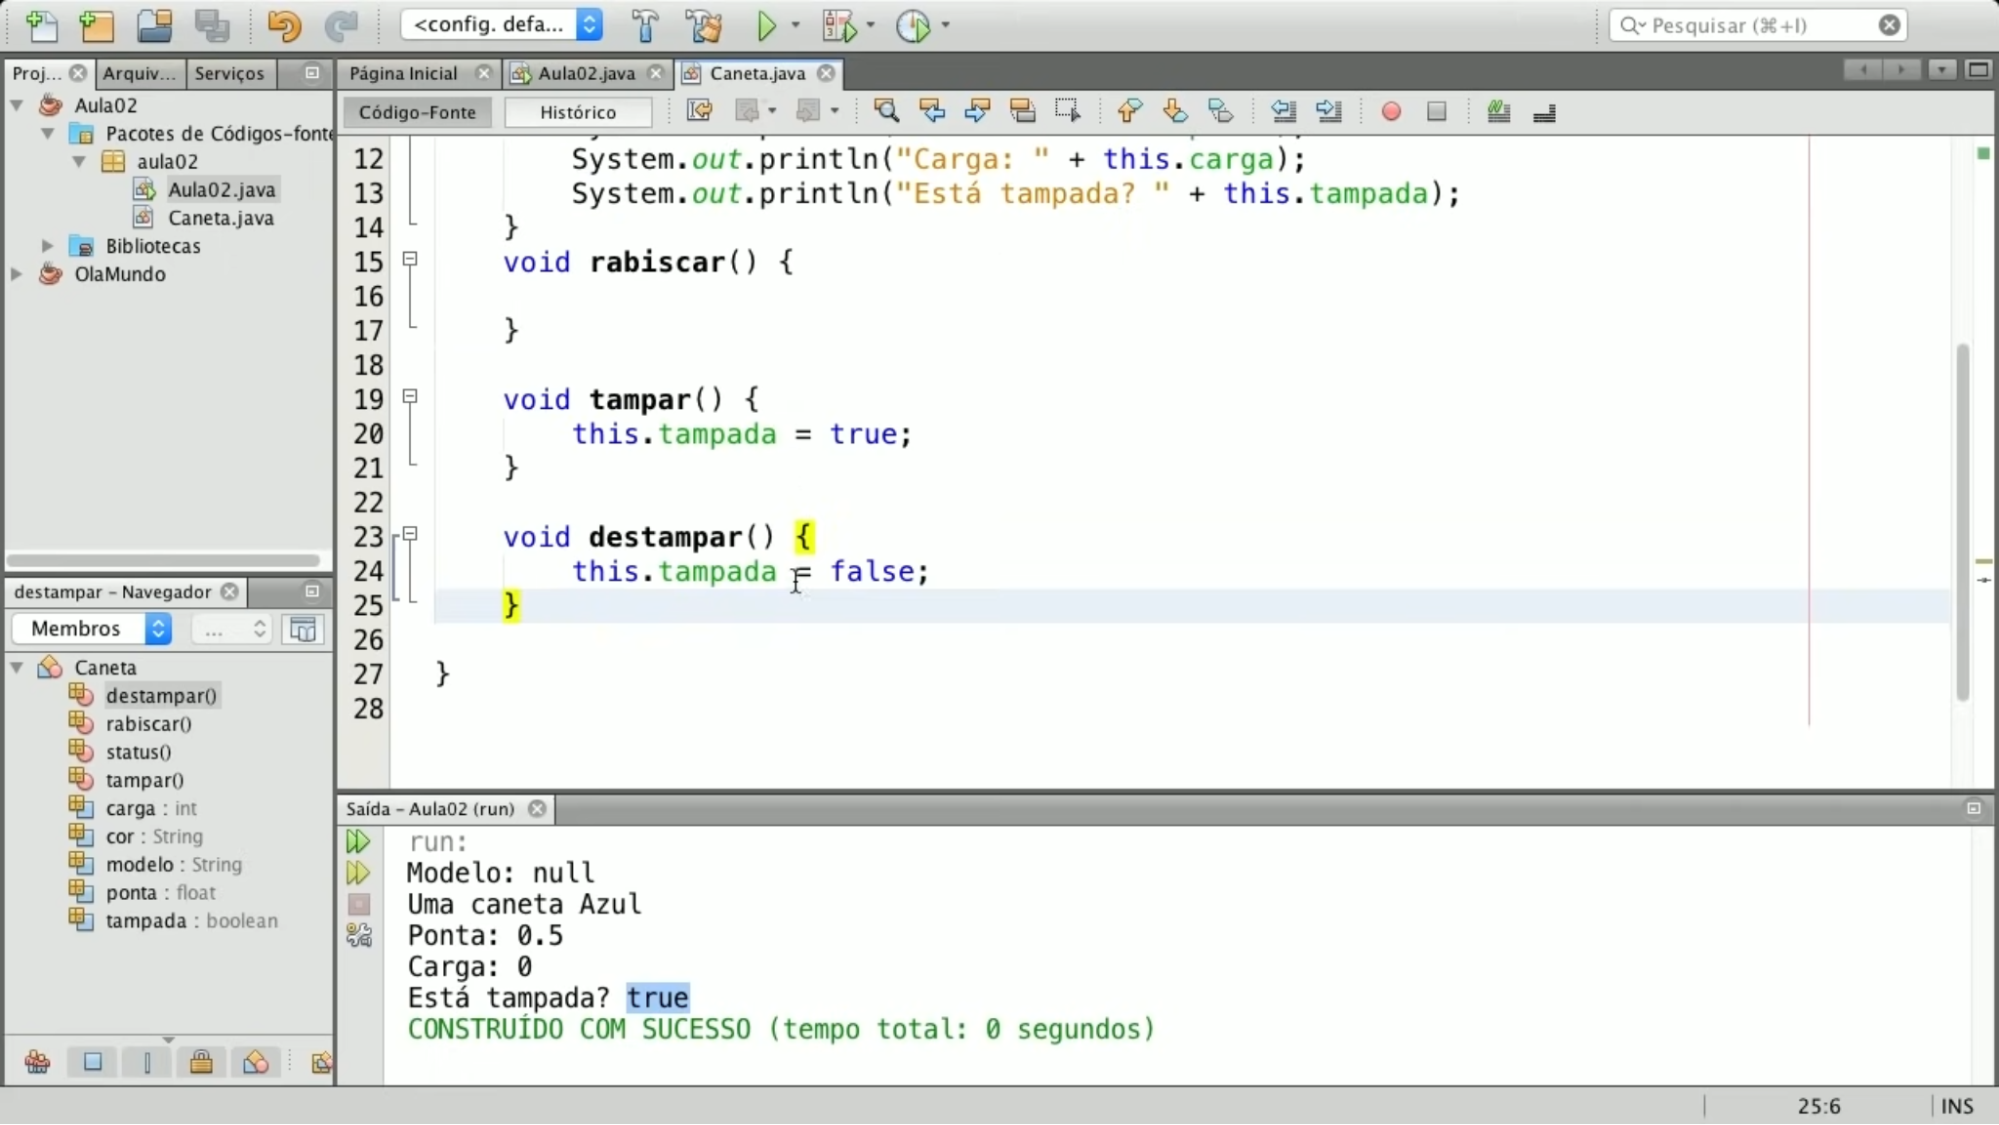 <config. defa...
Pesquisar (⌘+I)
Proj...
Arquiv...
Serviços
Página Inicial
Aula02.java
Caneta.java
Código-Fonte
Histórico
Aula02
Pacotes de Códigos-fonte
aula02
Aula02.java
Caneta.java
Bibliotecas
OlaMundo
12 System.out.println("Carga: " + this.carga);
13 System.out.println("Está tampada? " + this.tampada);
14 }
15 void rabiscar() {
16
17 }
18
19 void tampar() {
20 this.tampada = true;
21 }
22
23 void destampar() {
24 this.tampada = false;
25 }
26
27 }
28
destampar – Navegador
Membros
...
Caneta
destampar()
rabiscar()
status()
tampar()
carga : int
cor : String
modelo : String
ponta : float
tampada : boolean
Saída – Aula02 (run)
run:
Modelo: null
Uma caneta Azul
Ponta: 0.5
Carga: 0
Está tampada? true
CONSTRUÍDO COM SUCESSO (tempo total: 0 segundos)
25:6
INS